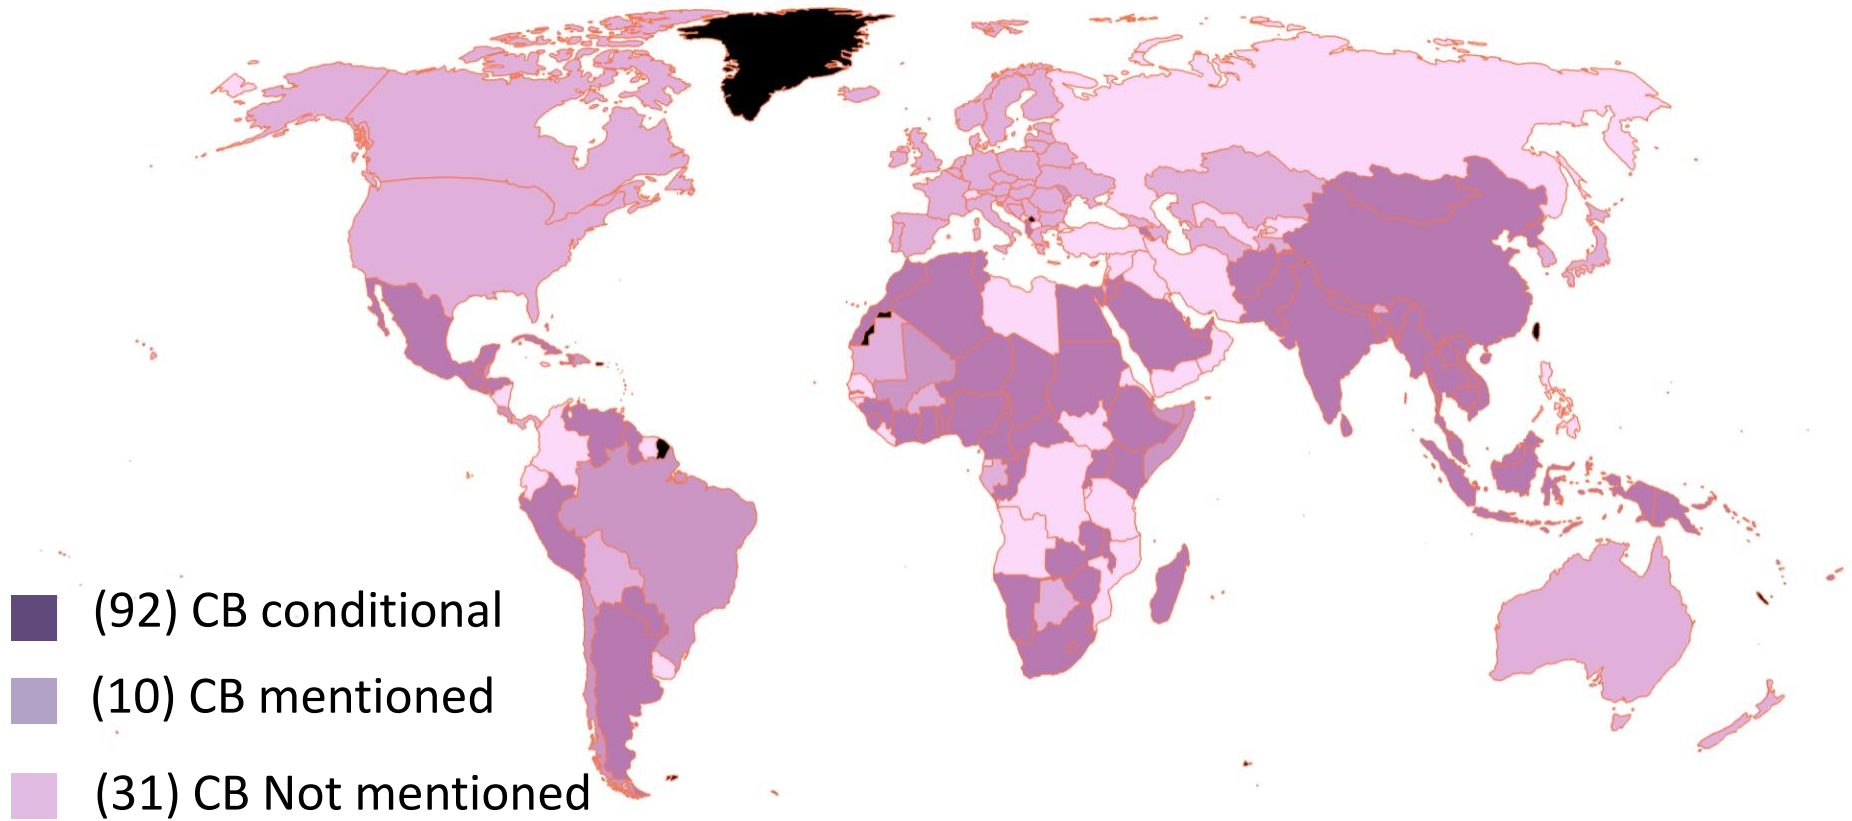 (92) CB conditional
(10) CB mentioned
(31) CB Not mentioned